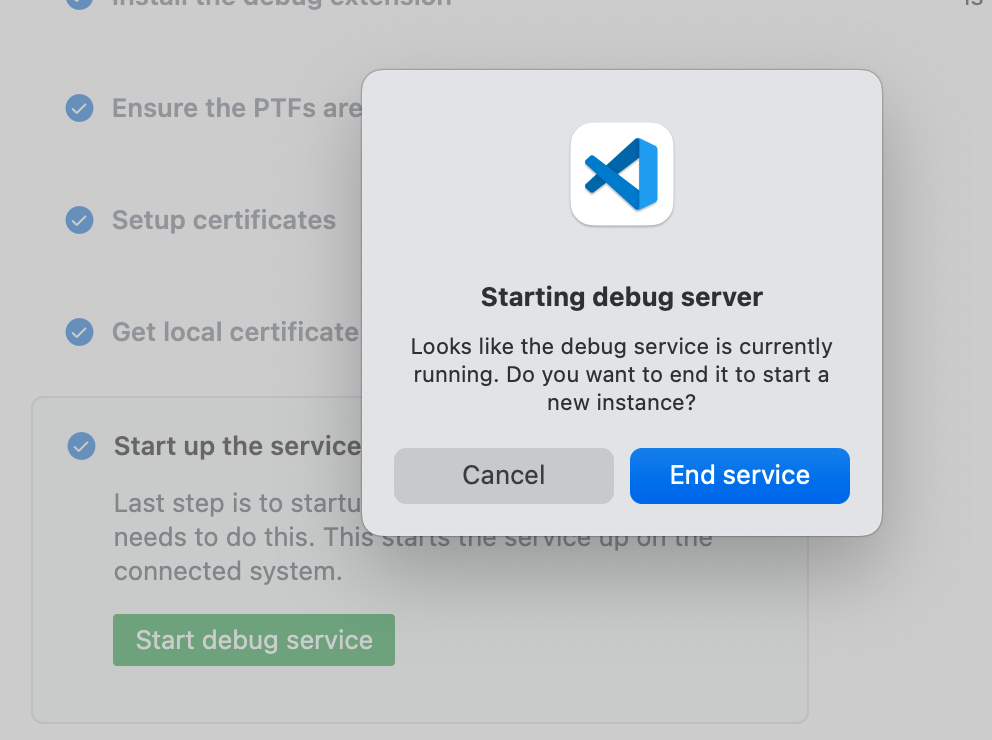 Install the debug extension
is
Ensure the PTFs are
Setup certificates
Get local certificate
Start up the service
Last step is to startu
needs to do this. This starts the service up on the
connected system.
Start debug service
Starting debug server
Looks like the debug service is currently
running. Do you want to end it to start a
new instance?
Cancel
End service